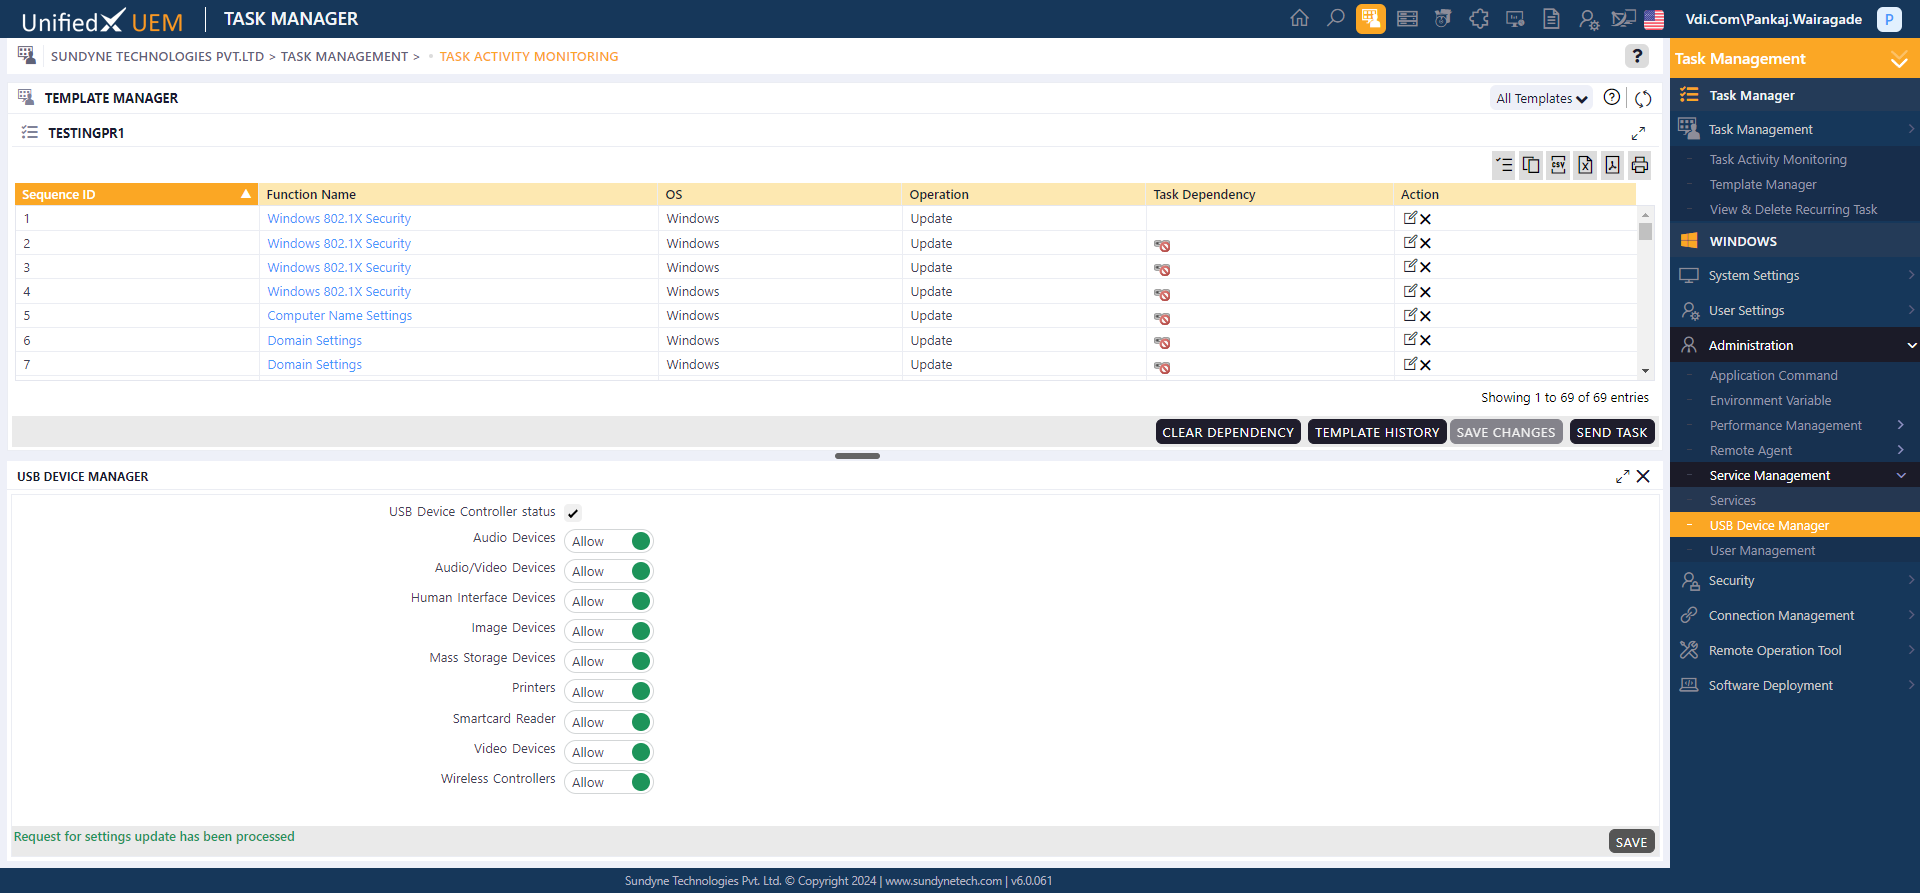 UnifiedX UEM
TASK MANAGER
Vdi.Com\Pankaj.Wairagade
P
SUNDYNE TECHNOLOGIES PVT.LTD > TASK MANAGEMENT > • TASK ACTIVITY MONITORING
?
TEMPLATE MANAGER
All Templates
?
TESTINGPR1
CSV
Sequence ID Function Name OS Operation Task Dependency Action
1 Windows 802.1X Security Windows Update
2 Windows 802.1X Security Windows Update
3 Windows 802.1X Security Windows Update
4 Windows 802.1X Security Windows Update
5 Computer Name Settings Windows Update
6 Domain Settings Windows Update
7 Domain Settings Windows Update
Showing 1 to 69 of 69 entries
CLEAR DEPENDENCY TEMPLATE HISTORY SAVE CHANGES SEND TASK
USB DEVICE MANAGER
USB Device Controller status
Audio Devices Allow
Audio/Video Devices Allow
Human Interface Devices Allow
Image Devices Allow
Mass Storage Devices Allow
Printers Allow
Smartcard Reader Allow
Video Devices Allow
Wireless Controllers Allow
Request for settings update has been processed
SAVE
Task Management
Task Manager
Task Management
Task Activity Monitoring
Template Manager
View & Delete Recurring Task
WINDOWS
System Settings
User Settings
Administration
Application Command
Environment Variable
Performance Management
Remote Agent
Service Management
Services
USB Device Manager
User Management
Security
Connection Management
Remote Operation Tool
Software Deployment
Sundyne Technologies Pvt. Ltd. © Copyright 2024 | www.sundynetech.com | v6.0.061